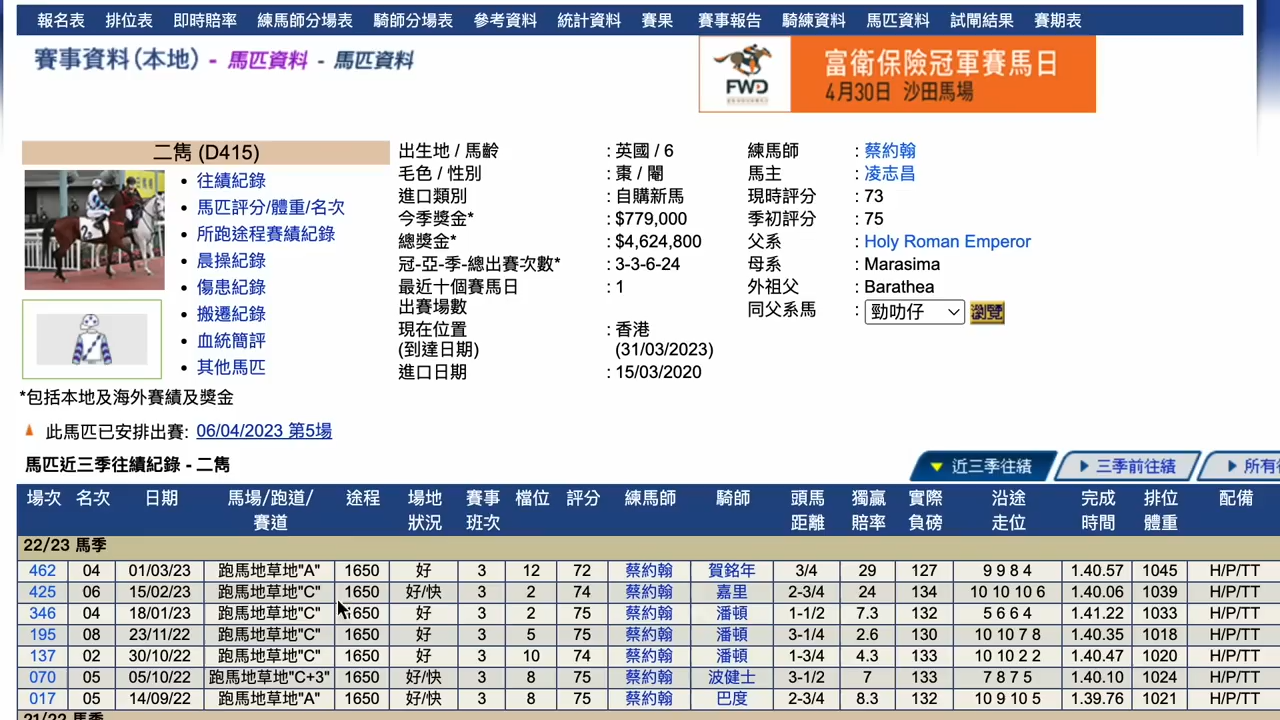 報名表 排位表 即時賠率 練馬師分場表 騎師分場表 參考資料 統計資料 賽果 賽事報告 騎練資料 馬匹資料 試閘結果 賽期表
賽事資料(本地) - 馬匹資料 - 馬匹資料
FWD
富衛保險冠軍賽馬日
4月30日 沙田馬場
二雋 (D415)
往績紀錄
馬匹評分/體重/名次
所跑途程賽績紀錄
晨操紀錄
傷患紀錄
搬遷紀錄
血統簡評
其他馬匹
出生地 / 馬齡 : 英國 / 6
毛色 / 性別 : 棗 / 閹
進口類別 : 自購新馬
今季獎金* : $779,000
總獎金* : $4,624,800
冠-亞-季-總出賽次數* : 3-3-6-24
最近十個賽馬日 : 1
出賽場數
現在位置 : 香港
(到達日期) (31/03/2023)
進口日期 : 15/03/2020
練馬師 : 蔡約翰
馬主 : 凌志昌
現時評分 : 73
季初評分 : 75
父系 : Holy Roman Emperor
母系 : Marasima
外祖父 : Barathea
同父系馬 : 勁叻仔 瀏覽
*包括本地及海外賽績及獎金
此馬匹已安排出賽: 06/04/2023 第5場
馬匹近三季往績紀錄 - 二雋
近三季往績 三季前往績 所有
場次 名次 日期 馬場/跑道/ 途程 場地 賽事 檔位 評分 練馬師 騎師 頭馬 獨贏 實際 沿途 完成 排位 配備
賽道 狀況 班次 距離 賠率 負磅 走位 時間 體重
22/23 馬季
462 04 01/03/23 跑馬地草地"A" 1650 好 3 12 72 蔡約翰 賀銘年 3/4 29 127 9 9 8 4 1.40.57 1045 H/P/TT
425 06 15/02/23 跑馬地草地"C" 1650 好/快 3 2 74 蔡約翰 嘉里 2-3/4 24 134 10 10 10 6 1.40.06 1039 H/P/TT
346 04 18/01/23 跑馬地草地"C" 1650 好 3 2 75 蔡約翰 潘頓 1-1/2 7.3 132 5 6 6 4 1.41.22 1033 H/P/TT
195 08 23/11/22 跑馬地草地"C" 1650 好 3 5 75 蔡約翰 潘頓 3-1/4 2.6 130 10 10 7 8 1.40.35 1018 H/P/TT
137 02 30/10/22 跑馬地草地"C" 1650 好 3 10 74 蔡約翰 潘頓 1-3/4 4.3 133 10 10 2 2 1.40.47 1020 H/P/TT
070 05 05/10/22 跑馬地草地"C+3" 1650 好/快 3 8 75 蔡約翰 波健士 3-1/2 7 133 7 8 7 5 1.40.10 1024 H/P/TT
017 05 14/09/22 跑馬地草地"A" 1650 好/快 3 8 75 蔡約翰 巴度 2-3/4 8.3 132 10 9 10 5 1.39.76 1021 H/P/TT
21/22 馬季